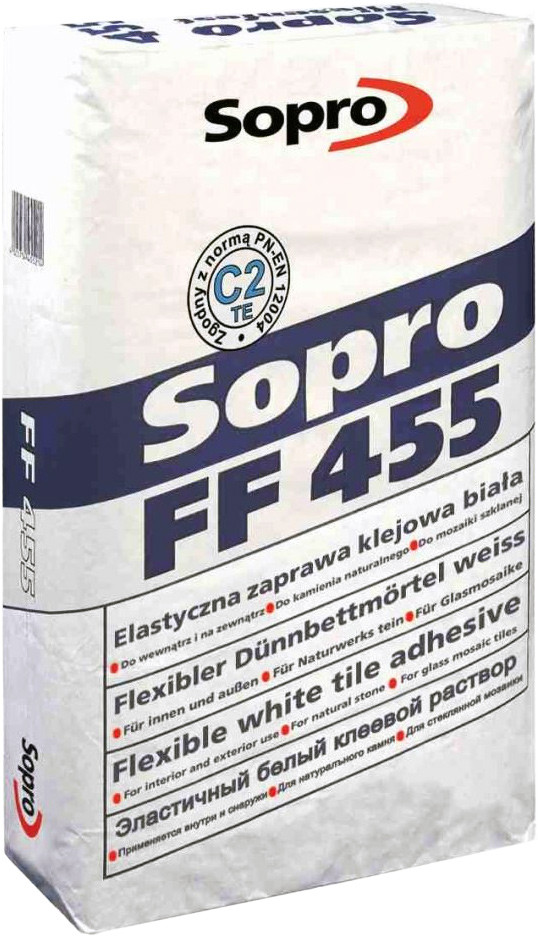 Sopro 455
Sopro
Zgodny z normą PN-EN 12004
C2
TE
Sopro
FF 455
Elastyczna zaprawa klejowa biała
Do wewnątrz i na zewnątrz Do kamienia naturalnego Do mozaiki szklanej
Flexibler Dünnbettmörtel weiss
Für innen und außen Für Naturwerks tein Für Glasmosaike
Flexible white tile adhesive
For interior and exterior use For natural stone For glass mosaic tiles
Эластичный белый клеевой раствор
Применяется внутри и снаружи Для натурального камня Для стеклянной мозаики
FF 455
Sopro